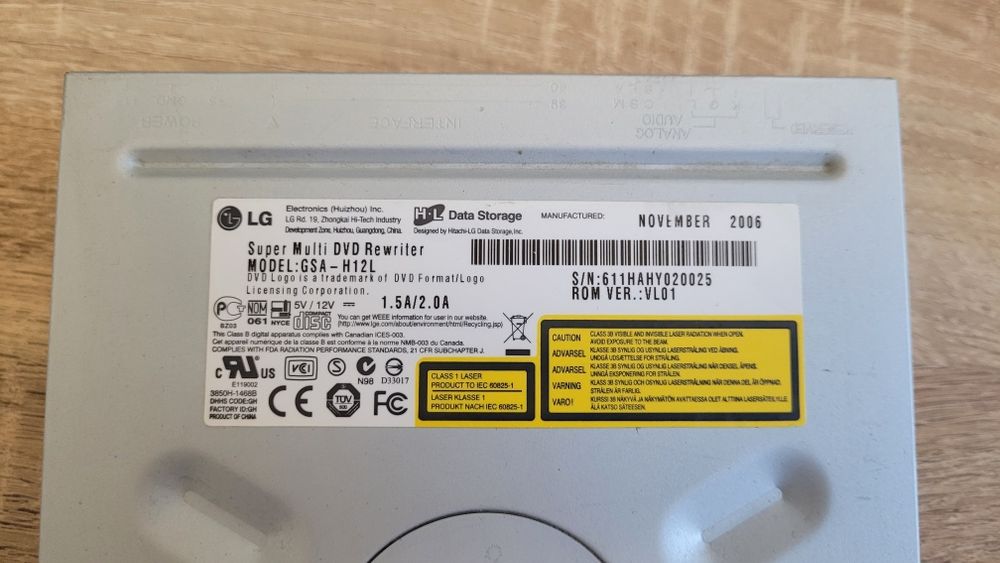 INTERFACE
POWER
GND
ANALOG
AUDIO
40
39
CSM
LG
Electronics (Huizhou) Inc.
LG Rd. 19, Zhongkai Hi-Tech Industry
Development Zone, Huizhou, Guangdong, China.
H·L Data Storage
Designed by Hitachi-LG Data Storage, Inc.
MANUFACTURED: NOVEMBER 2006
Super Multi DVD Rewriter
MODEL:GSA-H12L
DVD Logo is a trademark of DVD Format/Logo
Licensing Corporation.
S/N:611HAHY020025
ROM VER.:VL01
5V / 12V 1.5A/2.0A
BZ03
NOM
061
NYCE
COMPACT
disc
You can get WEEE information for user in our website.
(http://www.lge.com/about/environment/html/Recycling.jsp)
This Class B digital apparatus complies with Canadian ICES-003.
Cet appareil numérique de la classe B est conforme à la norme NMB-003 du Canada.
COMPLIES WITH FDA RADIATION PERFORMANCE STANDARDS, 21 CFR SUBCHAPTER J.
c RU US
E119002
VCI
S
N98
D33017
3850H-1468B
DHHS CODE:GH
FACTORY ID:GH
PRODUCT OF CHINA
CE
TÜV
FC
CLASS 1 LASER
PRODUCT TO IEC 60825-1
LASER KLASSE 1
PRODUKT NACH IEC 60825-1
CAUTION CLASS 3B VISIBLE AND INVISIBLE LASER RADIATION WHEN OPEN.
AVOID EXPOSURE TO THE BEAM.
ADVARSEL KLASSE 3B SYNLIG OG USYNLIG LASERSTRÅLING VED ÅBNING.
UNDGÅ UDSÆTTELSE FOR STRÅLING.
ADVARSEL KLASSE 3B SYNLIG OG USYNLIG LASERSTRÅLING NÅR DEKSEL ÅPNES.
UNNGÅ EKSPONERING FOR STRÅLEN.
VARNING KLASS 3B SYNLIG OCH OSYNLIG LASERSTRÅLNING NÄR DENNA DEL ÄR ÖPPNAD.
STRÅLEN ÄR FARLIG.
VARO! KURSSI 3B NÄKYVÄ JA NÄKYMÄTÖN AVATTAESSA OLET ALTTIINA LASERSÄTEILYLLE.
ÄLÄ KATSO SÄTEESEEN.